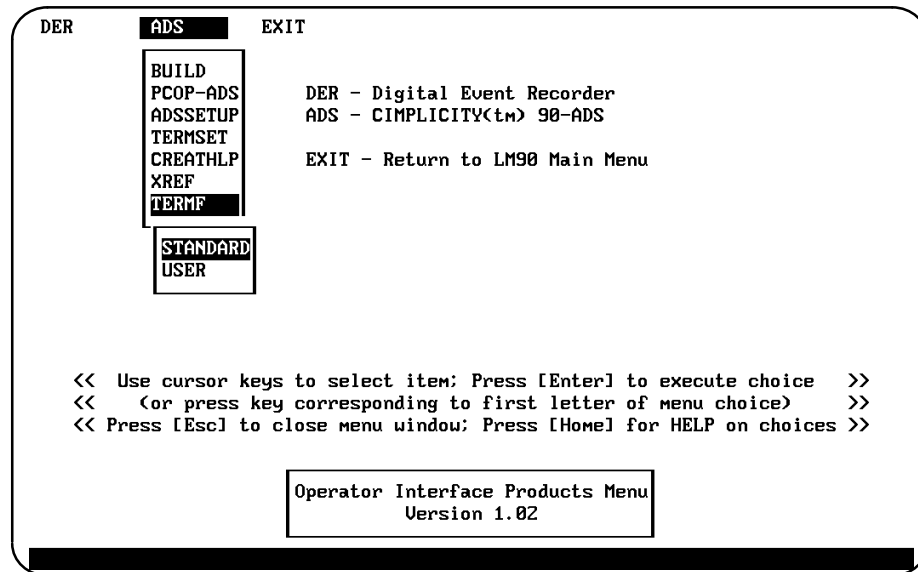 DER ADS EXIT
BUILD
PCOP-ADS DER - Digital Event Recorder
ADSSETUP ADS - CIMPLICITY(tm) 90-ADS
TERMSET
CREATHLP EXIT - Return to LM90 Main Menu
XREF
TERMF
STANDARD
USER
<< Use cursor keys to select item; Press [Enter] to execute choice >>
<< (or press key corresponding to first letter of menu choice) >>
<< Press [Esc] to close menu window; Press [Home] for HELP on choices >>
Operator Interface Products Menu
Version 1.02